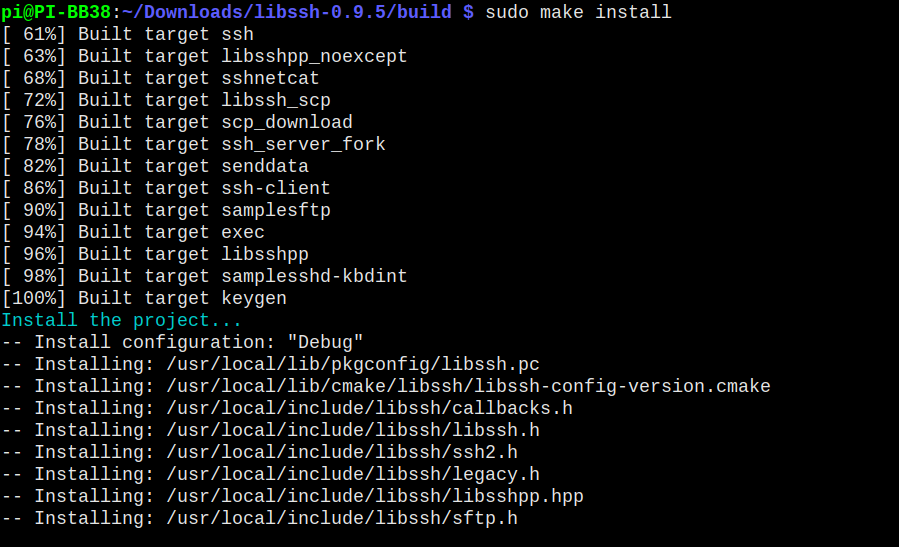 pi@PI-BB38:~/Downloads/libssh-0.9.5/build $ sudo make install
[ 61%] Built target ssh
[ 63%] Built target libsshpp_noexcept
[ 68%] Built target sshnetcat
[ 72%] Built target libssh_scp
[ 76%] Built target scp_download
[ 78%] Built target ssh_server_fork
[ 82%] Built target senddata
[ 86%] Built target ssh-client
[ 90%] Built target samplesftp
[ 94%] Built target exec
[ 96%] Built target libsshpp
[ 98%] Built target samplesshd-kbdint
[100%] Built target keygen
Install the project...
-- Install configuration: "Debug"
-- Installing: /usr/local/lib/pkgconfig/libssh.pc
-- Installing: /usr/local/lib/cmake/libssh/libssh-config-version.cmake
-- Installing: /usr/local/include/libssh/callbacks.h
-- Installing: /usr/local/include/libssh/libssh.h
-- Installing: /usr/local/include/libssh/ssh2.h
-- Installing: /usr/local/include/libssh/legacy.h
-- Installing: /usr/local/include/libssh/libsshpp.hpp
-- Installing: /usr/local/include/libssh/sftp.h